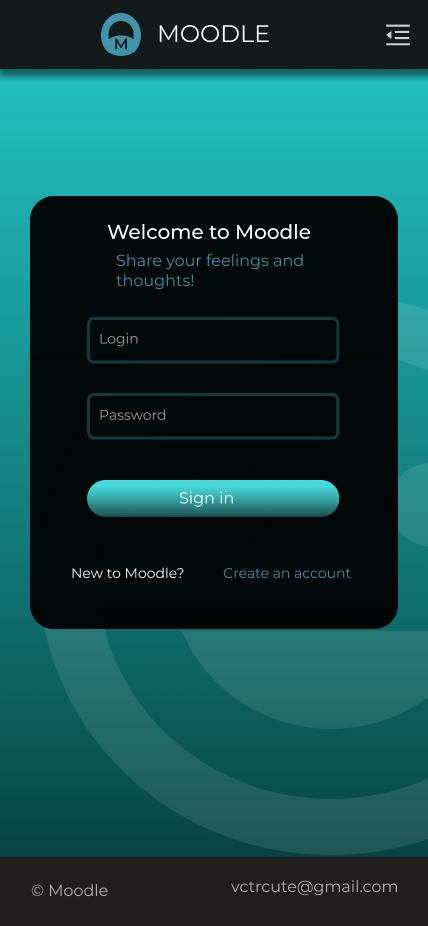 M
MOODLE
Welcome to Moodle
Share your feelings and
thoughts!
Login
Password
Sign in
New to Moodle? Create an account
© Moodle vctrcute@gmail.com